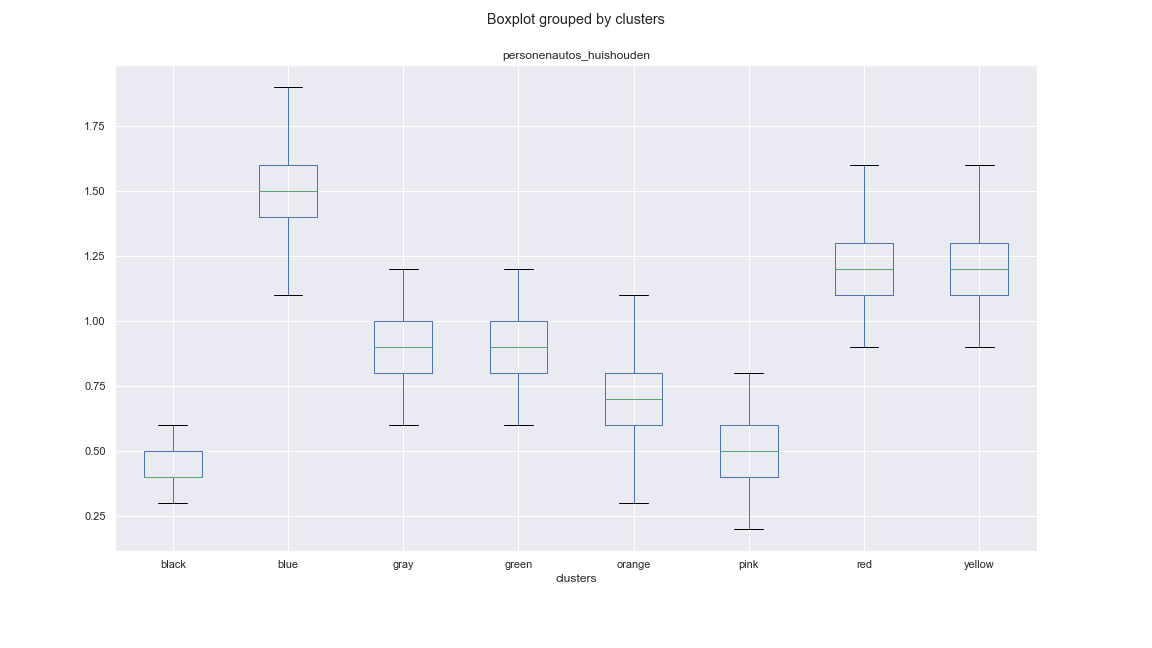 Boxplot grouped by clusters
personenautos_huishouden
1.75
1.50
1.25
1.00
0.75
0.50
0.25
black blue gray green orange pink red yellow
clusters